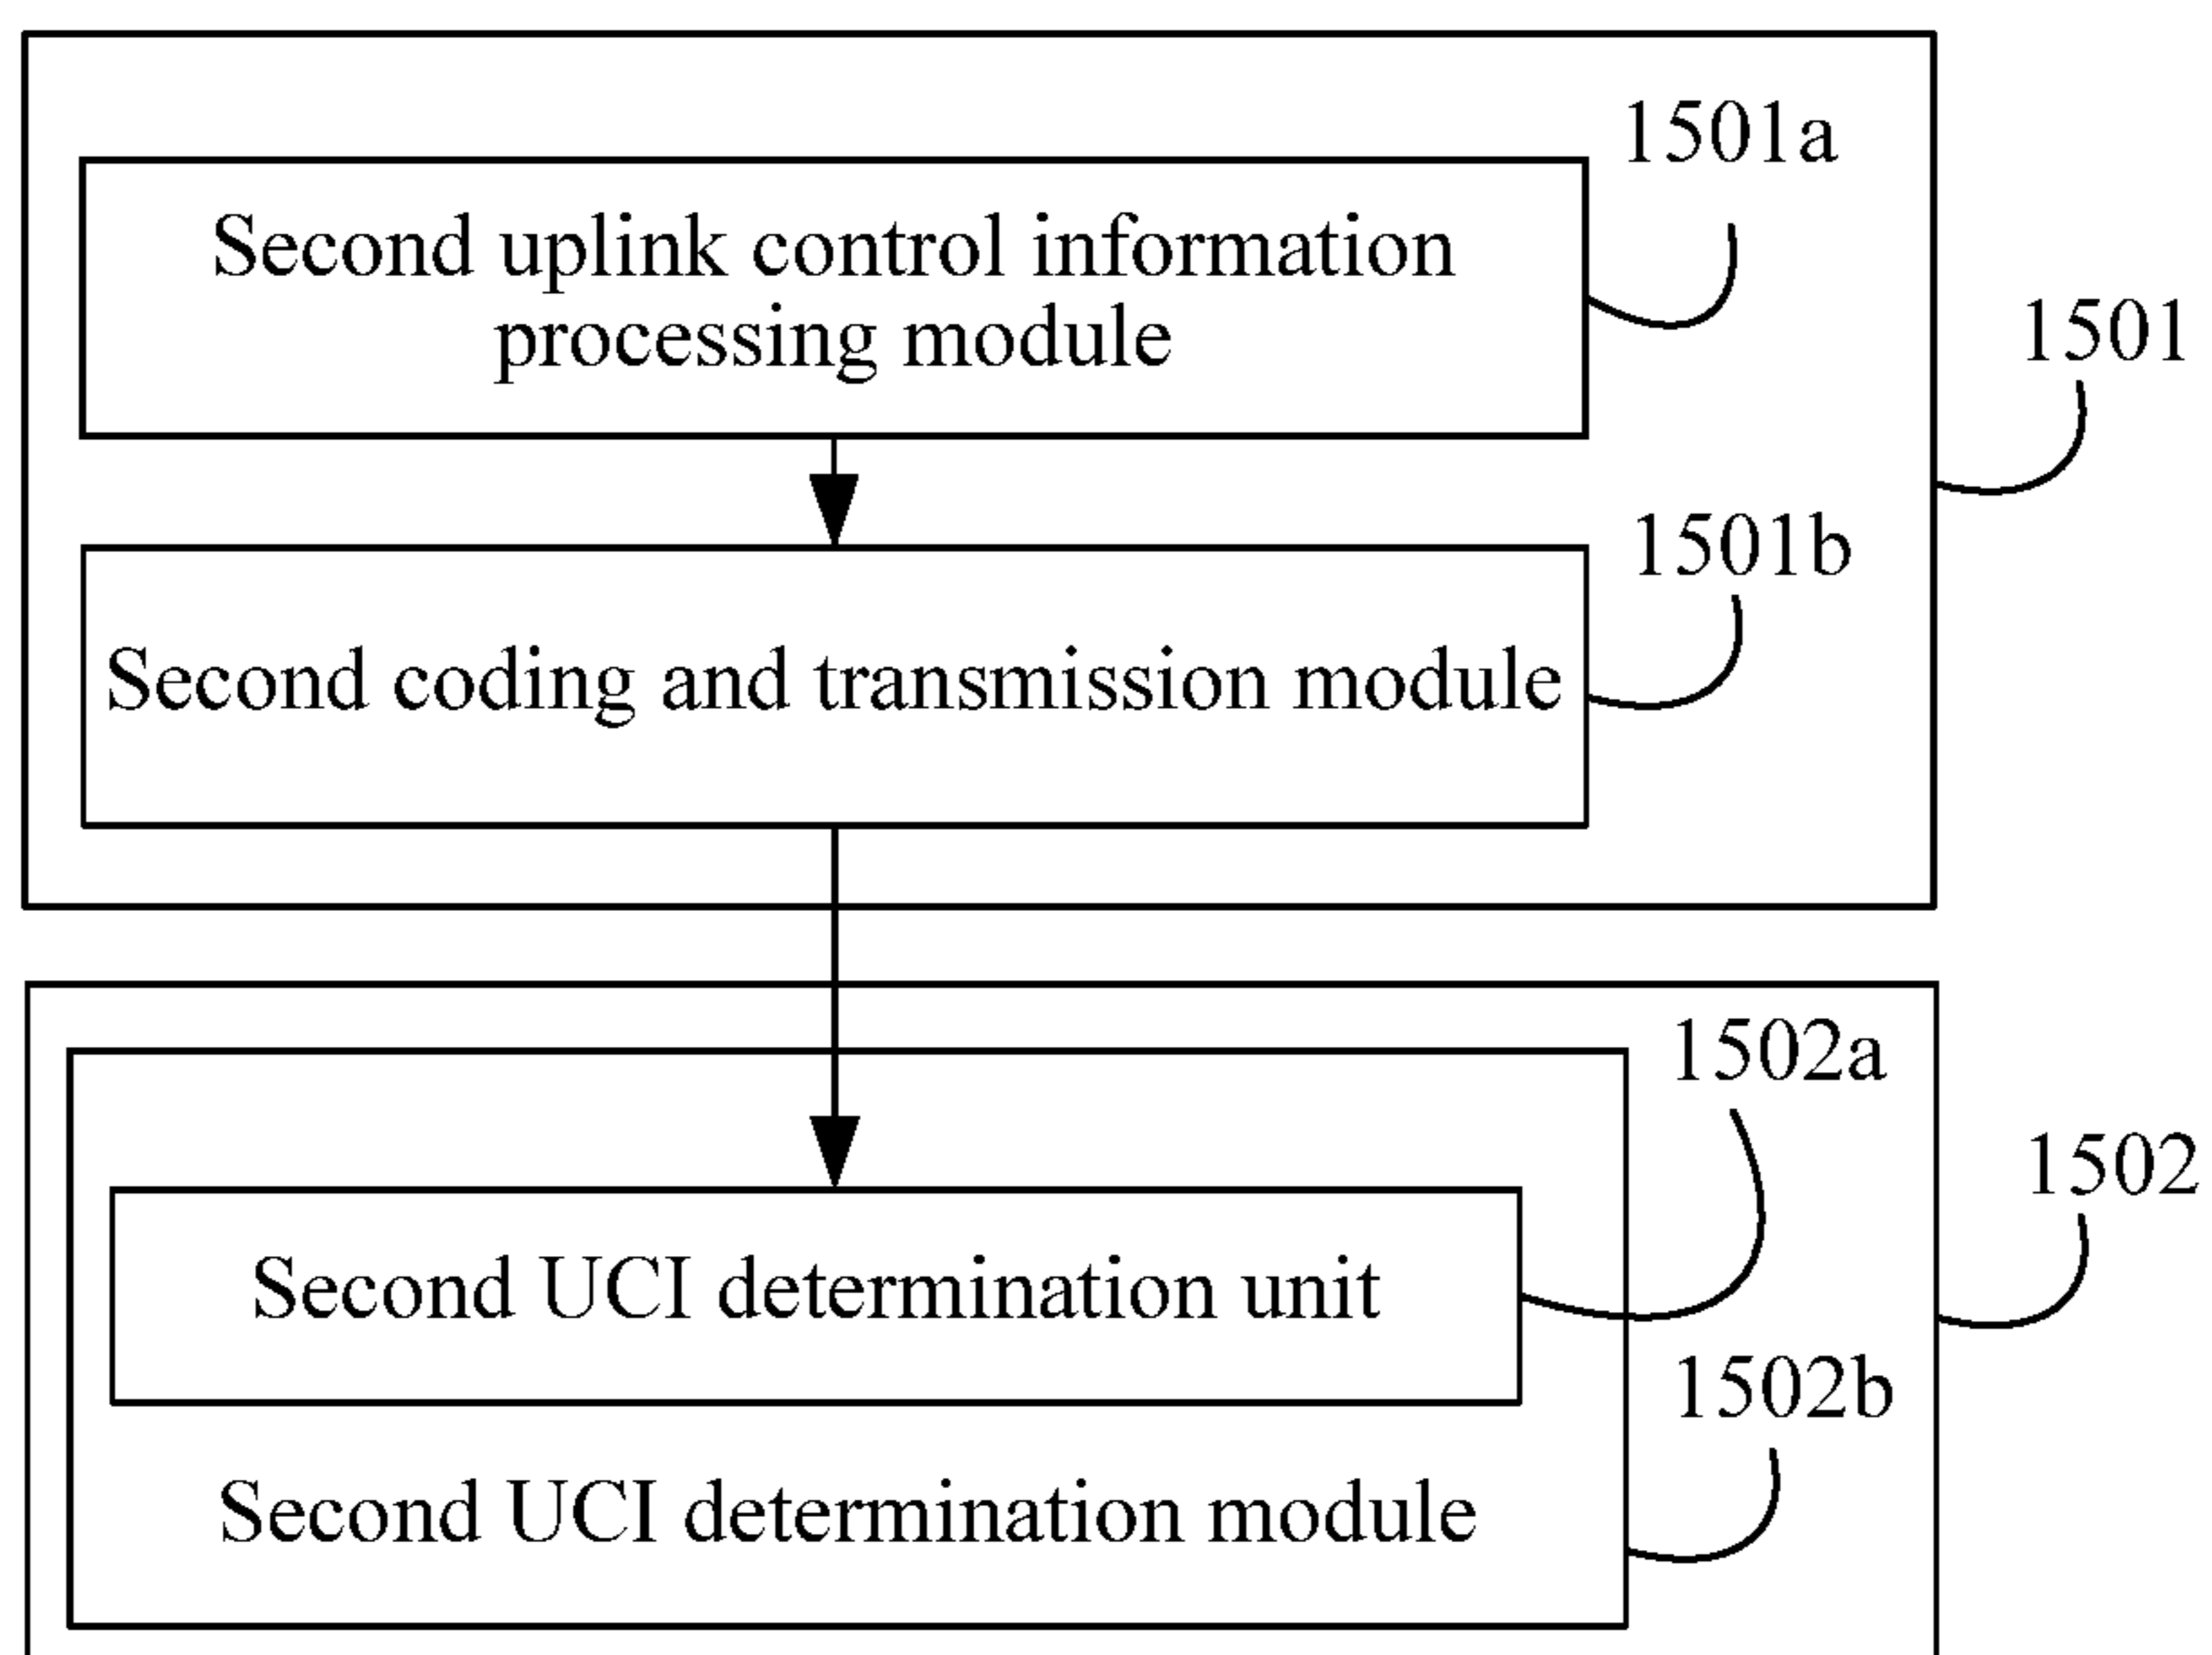 1501a
Second uplink control information
processing module
1501
1501b
Second coding and transmission module
1502a
1502
Second UCI determination unit
1502b
Second UCI determination module